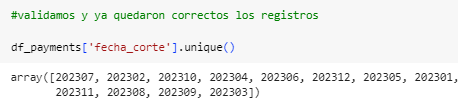 #validamos y ya quedaron correctos los registros
df_payments['fecha_corte'].unique()
array([202307, 202302, 202310, 202304, 202306, 202312, 202305, 202301,
202311, 202308, 202309, 202303])